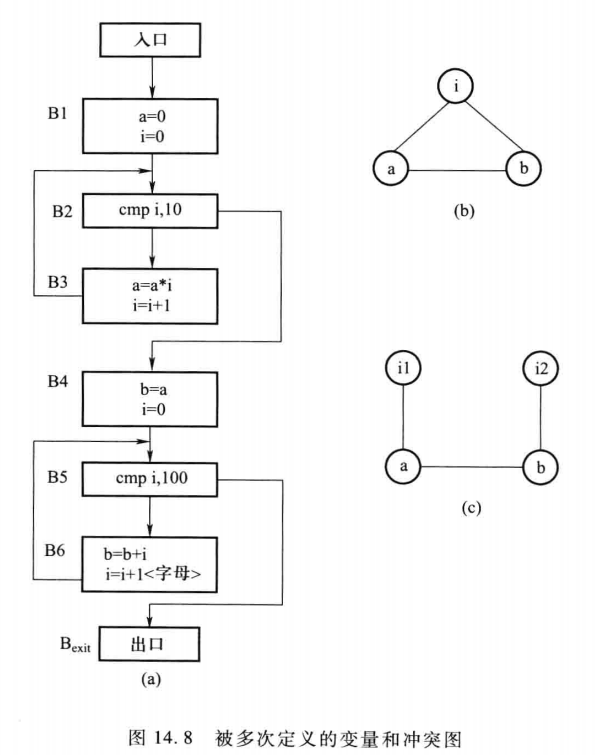 入口
B1
a=0
i=0
B2
cmp i,10
B3
a=a*i
i=i+1
B4
b=a
i=0
B5
cmp i,100
B6
b=b+i
i=i+1<字母>
Bexit
出口
(a)
i
a
b
(b)
i1
i2
a
b
(c)
图 14.8 被多次定义的变量和冲突图